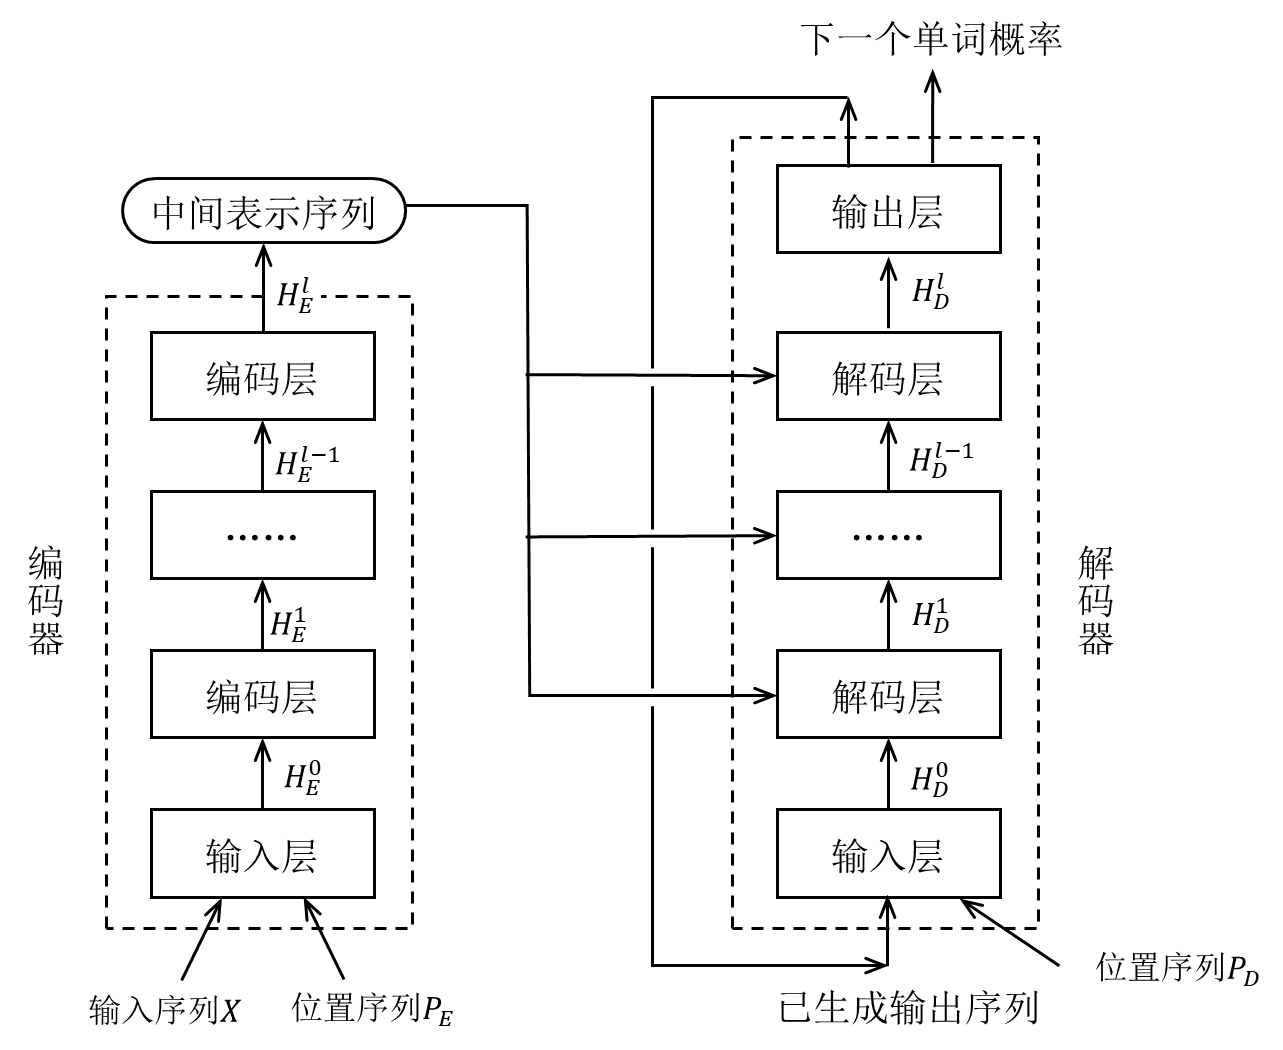 下一个单词概率
中间表示序列
输出层
H_E^l
H_D^l
编码层
解码层
H_E^{l-1}
H_D^{l-1}
……
……
编码器
解码器
H_E^1
H_D^1
编码层
解码层
H_E^0
H_D^0
输入层
输入层
输入序列X
位置序列P_E
已生成输出序列
位置序列P_D